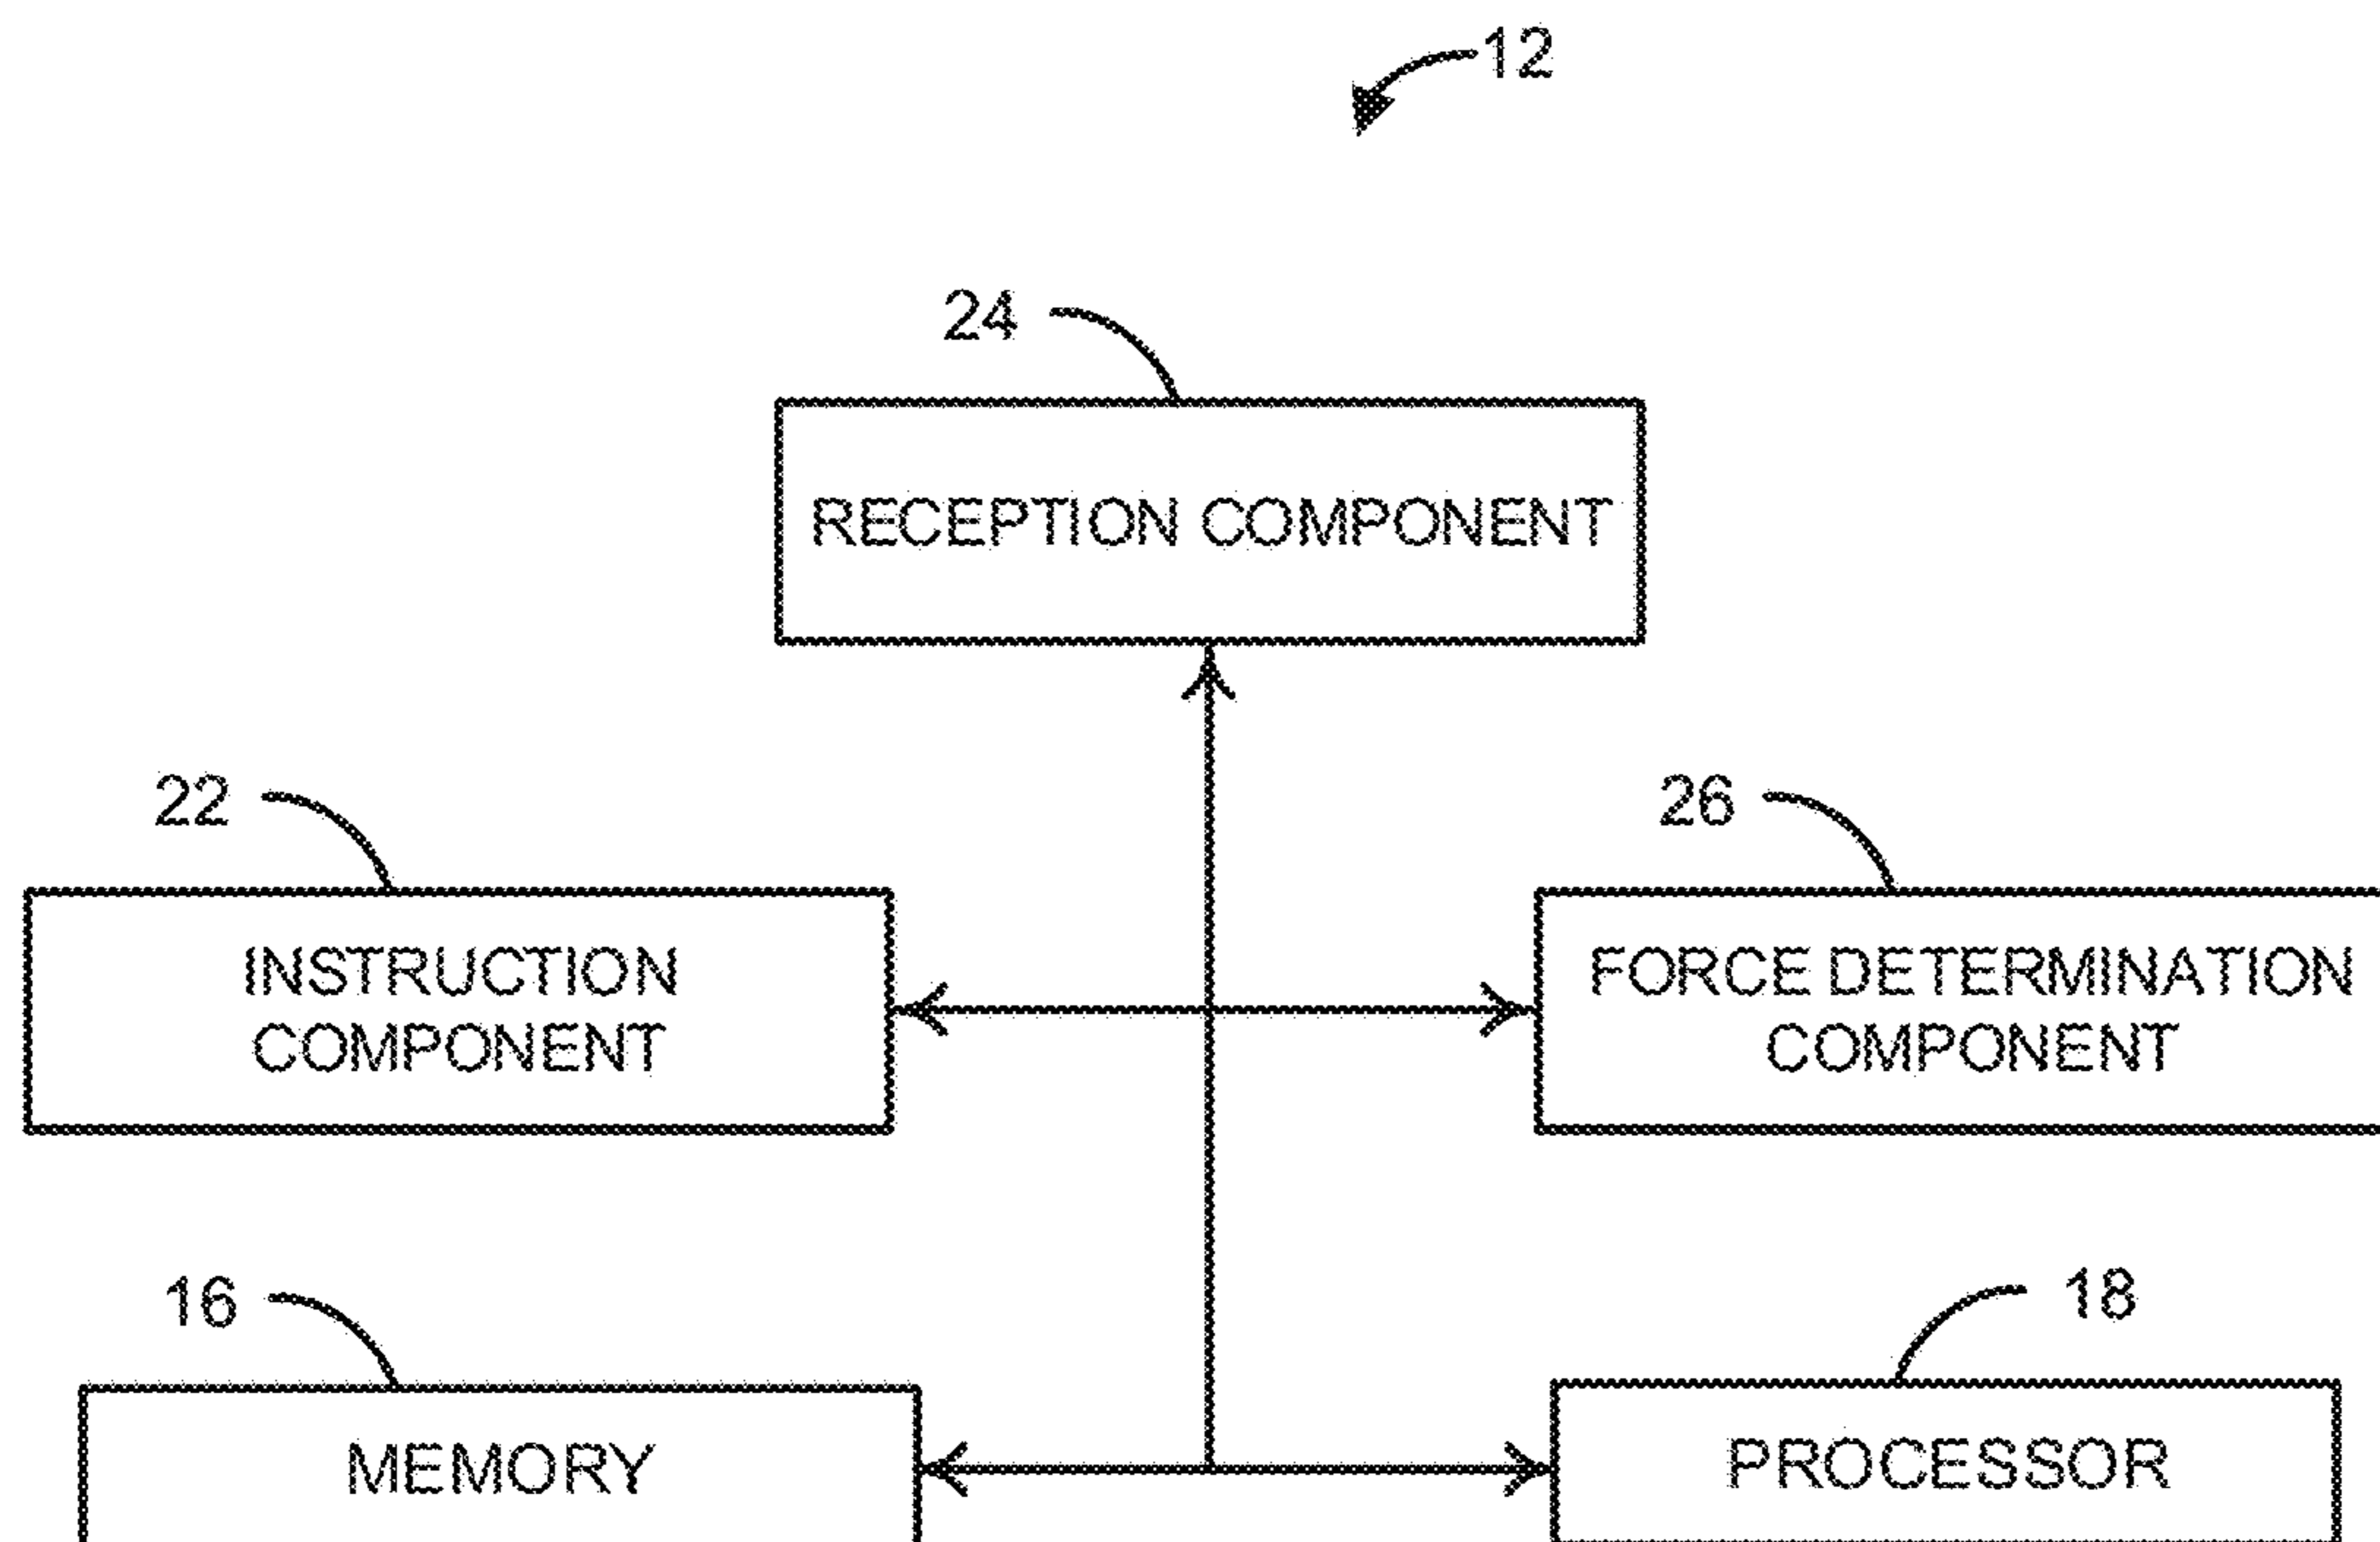 12
24
RECEPTION COMPONENT
22
26
INSTRUCTION
COMPONENT
FORCE DETERMINATION
COMPONENT
16
18
MEMORY
PROCESSOR